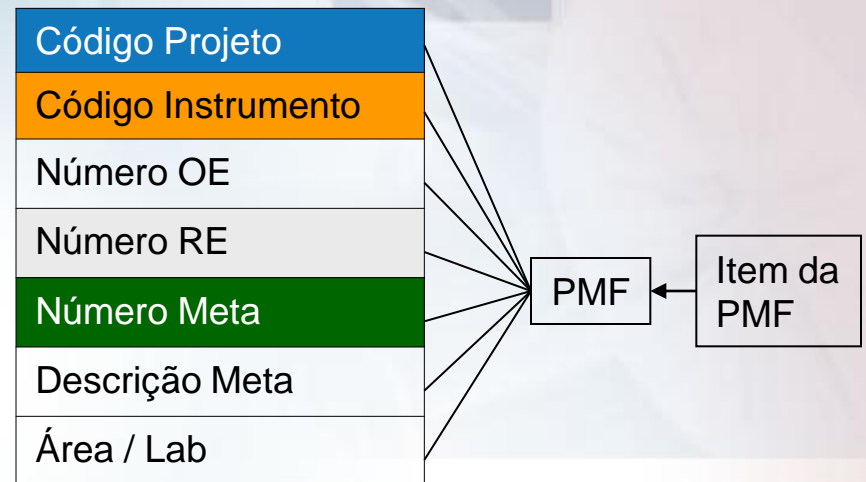 Código Projeto
Código Instrumento
Número OE
Número RE
Número Meta
Descrição Meta
Área / Lab
PMF
Item da
PMF